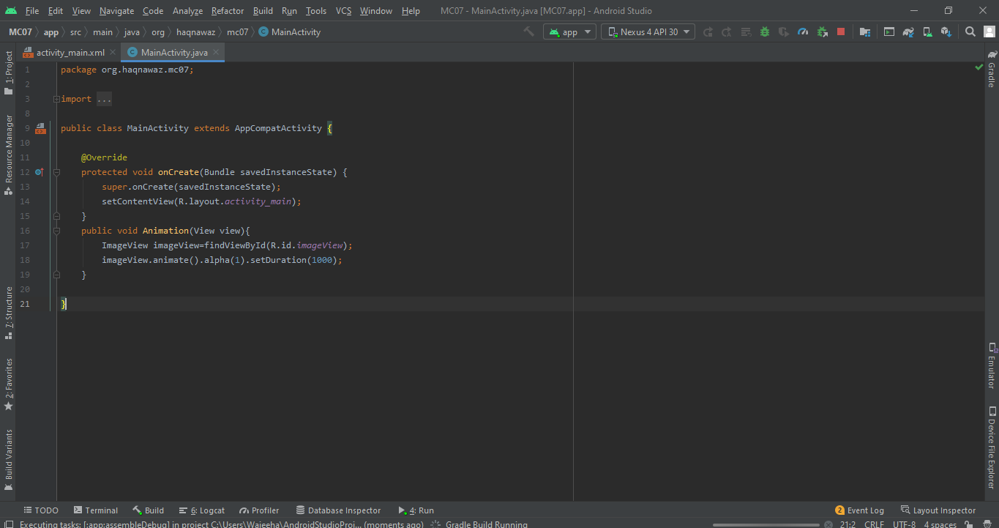 File Edit View Navigate Code Analyze Refactor Build Run Tools VCS Window Help MC07 - MainActivity.java [MC07.app] - Android Studio
MC07 app src main java org haqnawaz mc07 MainActivity app Nexus 4 API 30
activity_main.xml MainActivity.java
1: Project
Resource Manager
7: Structure
2: Favorites
Build Variants
1 package org.haqnawaz.mc07;
2
3 import ...
8
9 public class MainActivity extends AppCompatActivity {
10
11 @Override
12 protected void onCreate(Bundle savedInstanceState) {
13 super.onCreate(savedInstanceState);
14 setContentView(R.layout.activity_main);
15 }
16 public void Animation(View view){
17 ImageView imageView=findViewById(R.id.imageView);
18 imageView.animate().alpha(1).setDuration(1000);
19 }
20
21 }
Gradle
Emulator
Device File Explorer
TODO Terminal Build 6: Logcat Profiler Database Inspector 4: Run 2 Event Log Layout Inspector
Executing tasks: [:app:assembleDebug] in project C:\Users\Wajeeha\AndroidStudioProj... (moments ago) Gradle Build Running 21:2 CRLF UTF-8 4 spaces